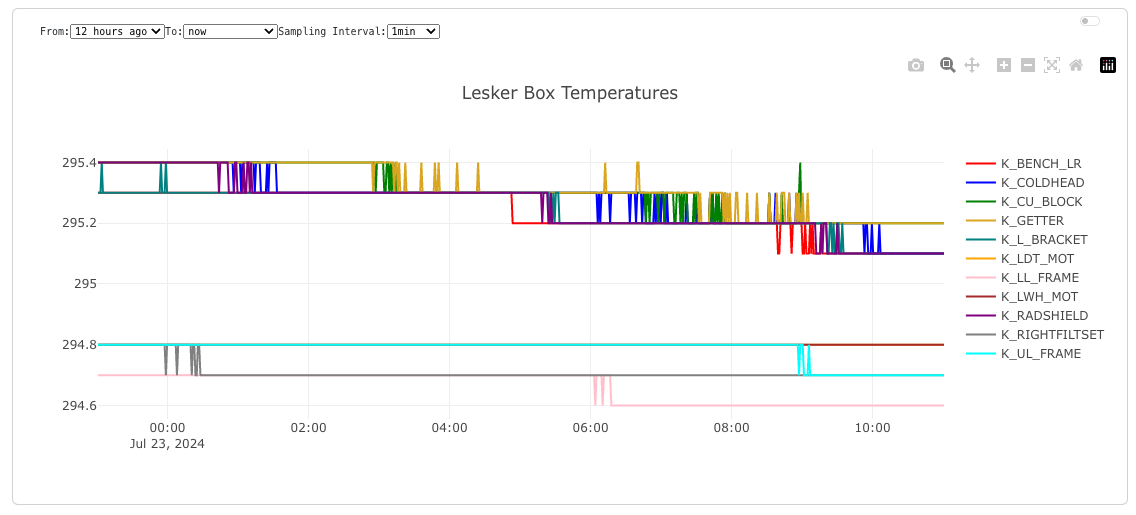 From: 12 hours ago To: now Sampling Interval: 1min
Lesker Box Temperatures
295.4
295.2
295
294.8
294.6
00:00 02:00 04:00 06:00 08:00 10:00
Jul 23, 2024
K_BENCH_LR
K_COLDHEAD
K_CU_BLOCK
K_GETTER
K_L_BRACKET
K_LDT_MOT
K_LL_FRAME
K_LWH_MOT
K_RADSHIELD
K_RIGHTFILTSET
K_UL_FRAME